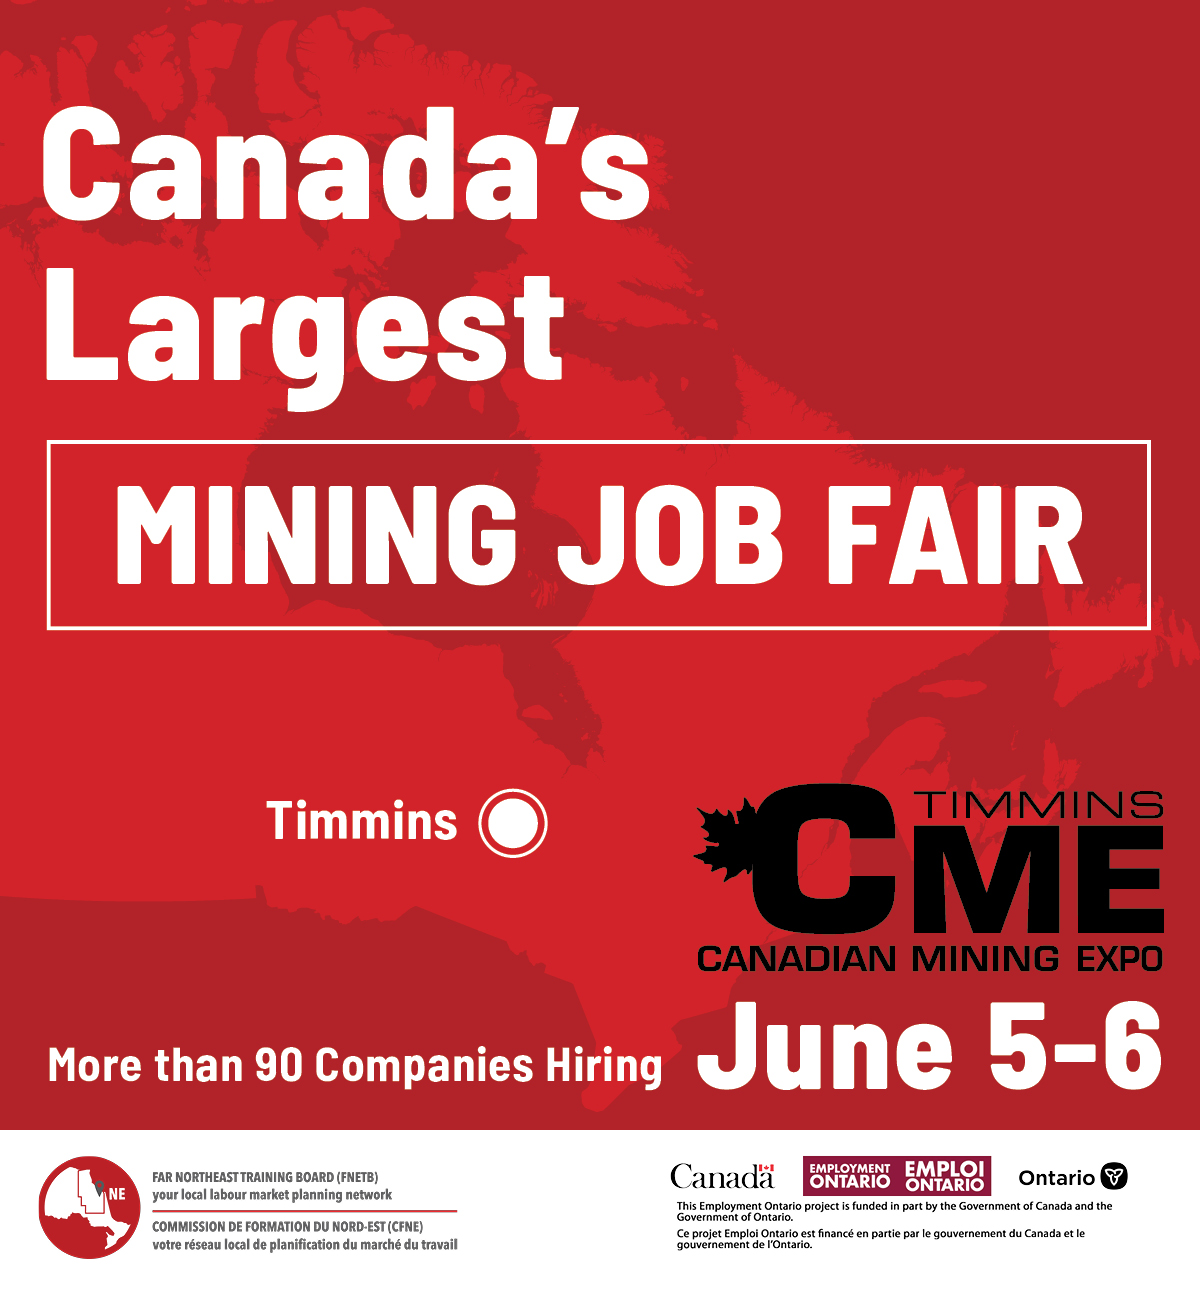 Canada’s
Largest
MINING JOB FAIR
Timmins
TIMMINS
CME
CANADIAN MINING EXPO
More than 90 Companies Hiring
June 5-6
NE
FAR NORTHEAST TRAINING BOARD (FNETB)
your local labour market planning network
COMMISSION DE FORMATION DU NORD-EST (CFNE)
votre réseau local de planification du marché du travail
Canada
EMPLOYMENT
ONTARIO
EMPLOI
ONTARIO
Ontario
This Employment Ontario project is funded in part by the Government of Canada and the
Government of Ontario.
Ce projet Emploi Ontario est financé en partie par le gouvernement du Canada et le
gouvernement de l’Ontario.